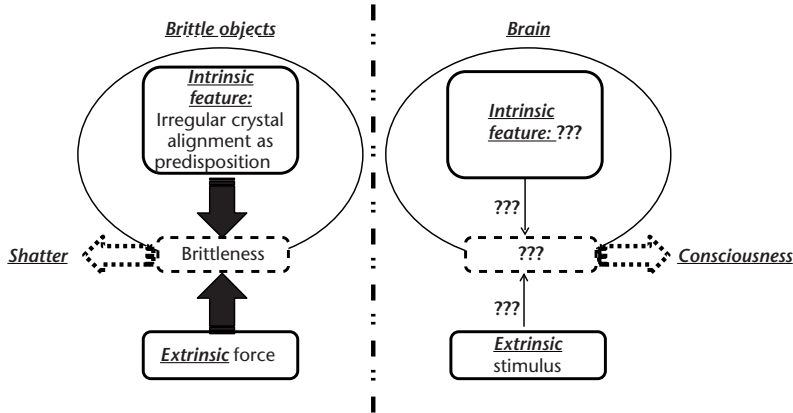 Brittle objects
Intrinsic
feature:
Irregular crystal
alignment as
predisposition
Shatter
Brittleness
Extrinsic force
Brain
Intrinsic
feature: ???
???
???
Consciousness
???
Extrinsic
stimulus